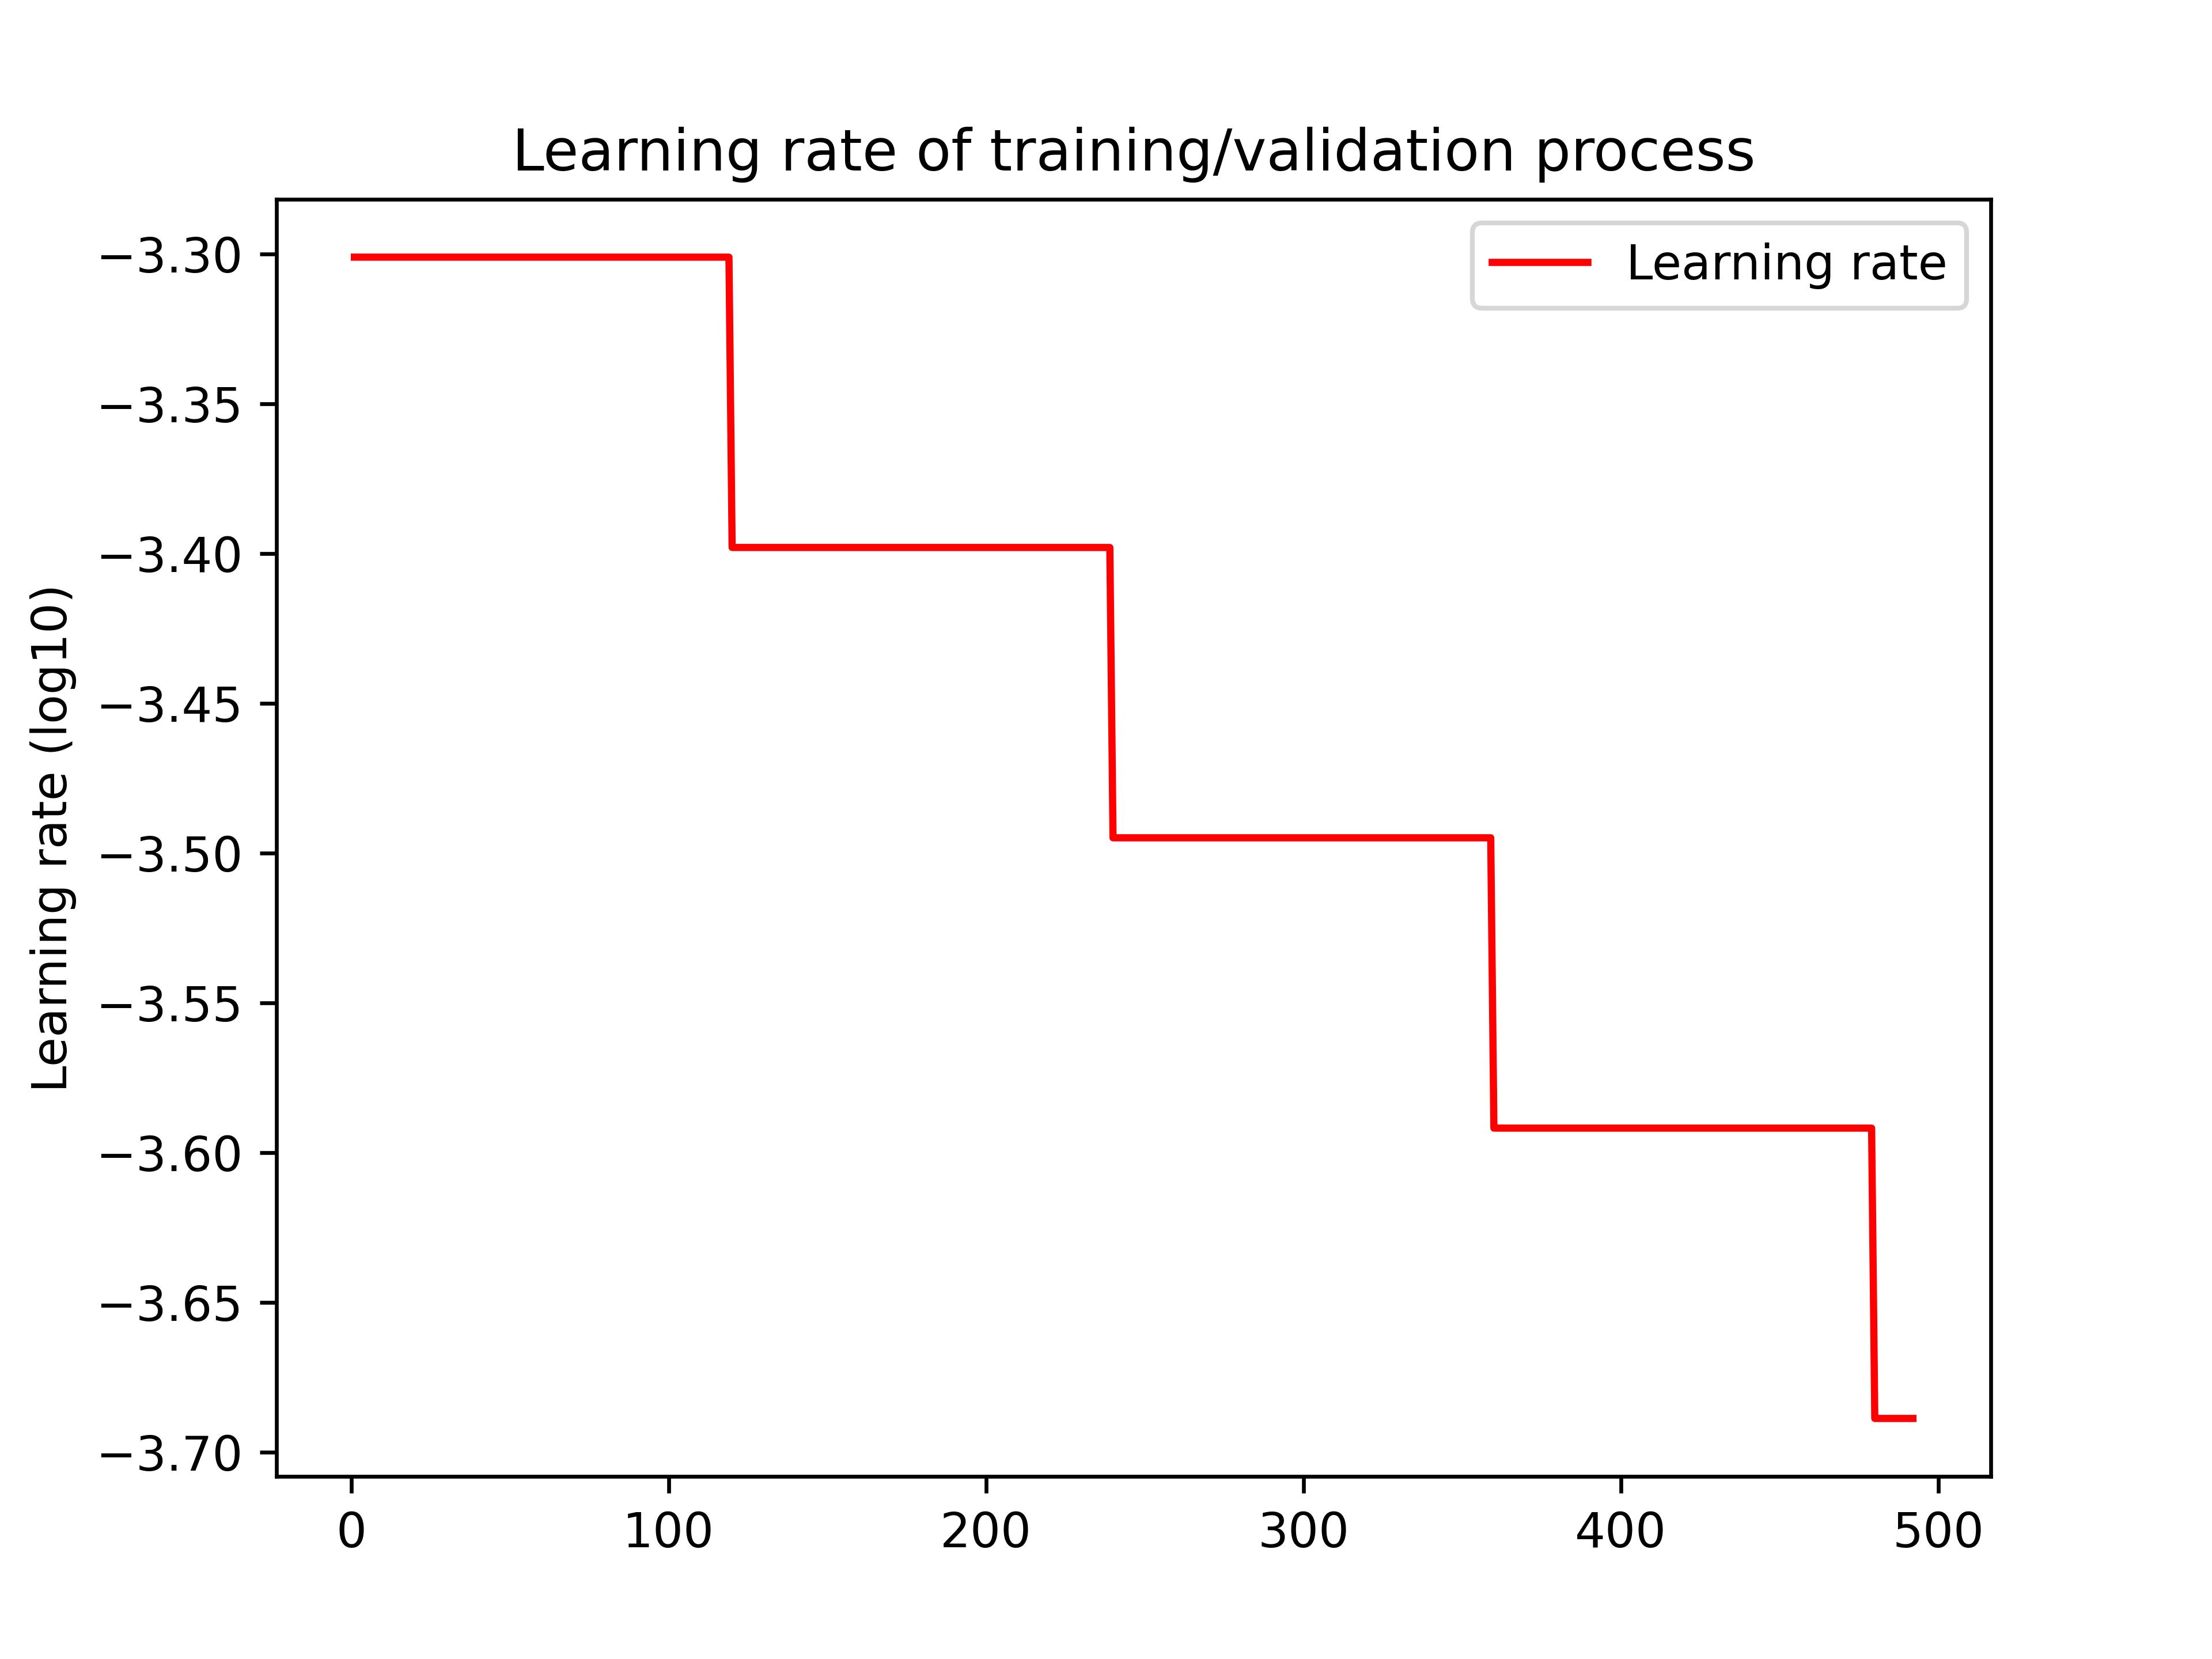 Learning rate of training/validation process
Learning rate
Learning rate (log10)
−3.30
−3.35
−3.40
−3.45
−3.50
−3.55
−3.60
−3.65
−3.70
0 100 200 300 400 500